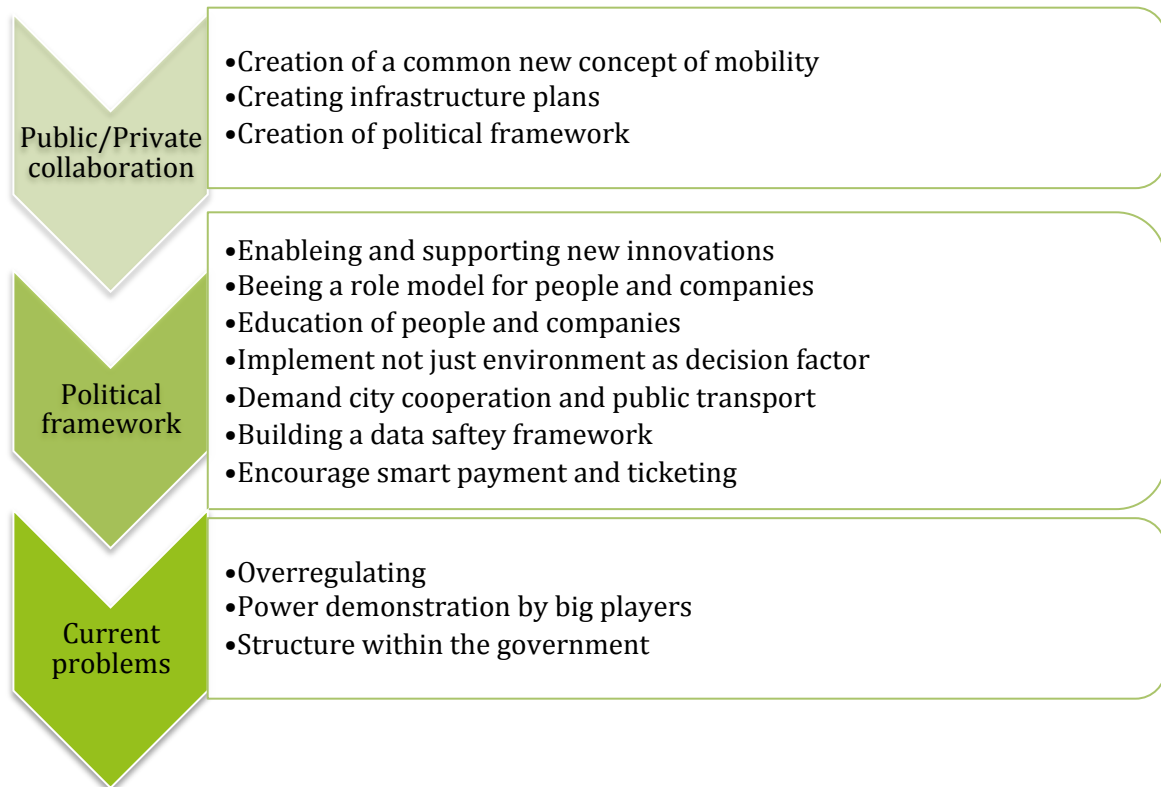 Public/Private
collaboration
•Creation of a common new concept of mobility
•Creating infrastructure plans
•Creation of political framework
Political
framework
•Enableing and supporting new innovations
•Beeing a role model for people and companies
•Education of people and companies
•Implement not just environment as decision factor
•Demand city cooperation and public transport
•Building a data saftey framework
•Encourage smart payment and ticketing
Current
problems
•Overregulating
•Power demonstration by big players
•Structure within the government